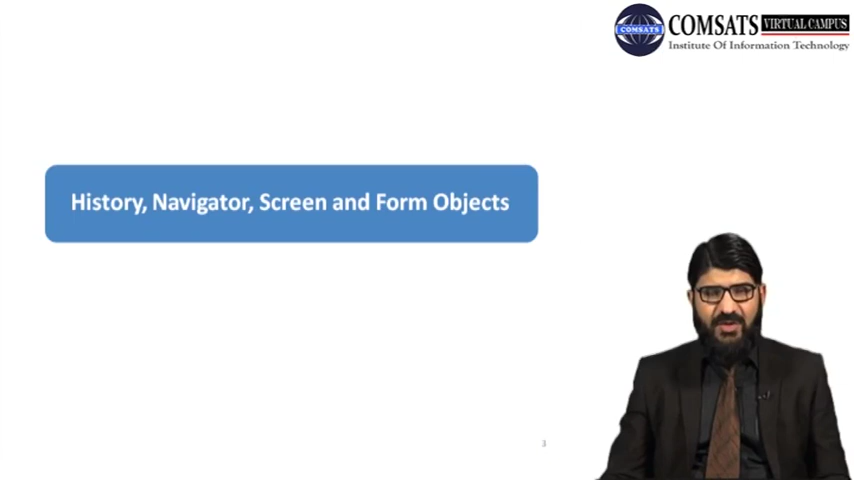 COMSATS VIRTUAL CAMPUS
Institute Of Information Technology
COMSATS
History, Navigator, Screen and Form Objects
3